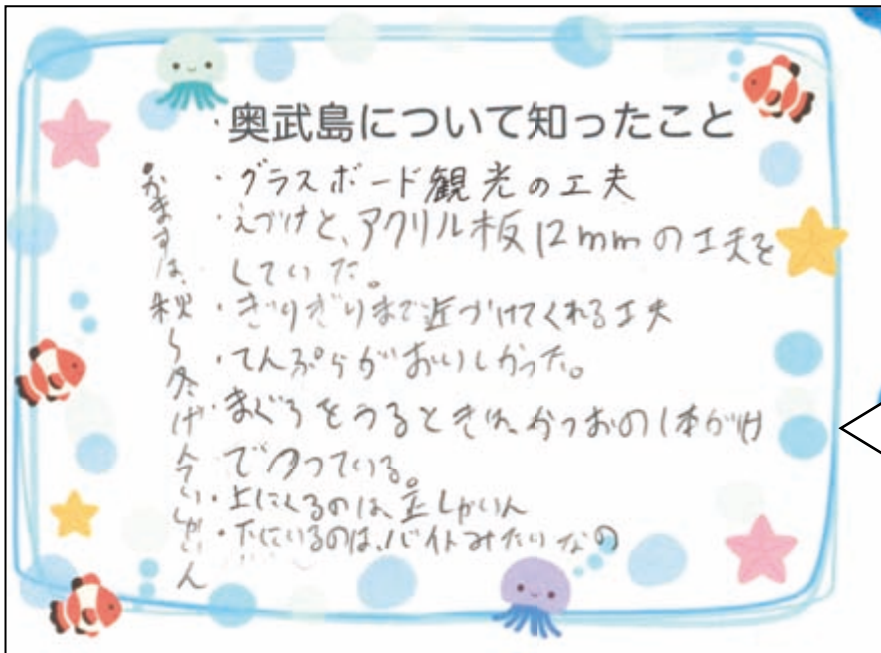 ・奥武島について知ったこと
・グラスボード観光の工夫
・えづけと、アクリル板12mmの工夫を
していた。
・ぎりぎりまで近づけてくれる工夫
・てんぷらがおいしかった。
・まぐろをうるときは、かつおの1本がけ
でつっている。
・上にくるのは、正しゃいん
・下にいるのは、バイトみたいなの
・かますは、秋〜冬げ